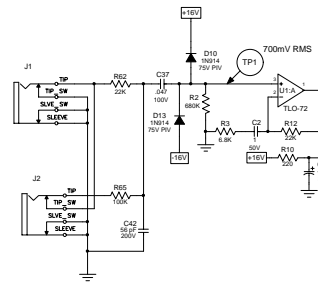 +16V
D10
1N914
75V PIV
TP1
700mV RMS
J1
TIP
TIP_SW
SLVE_SW
SLEEVE
R62
22K
C37
.047
100V
D13
1N914
75V PIV
-16V
R2
680K
3
2
1
+
-
U1:A
TLO-72
R3
6.8K
C2
1
50V
R12
22K
+16V
R10
220
+
J2
TIP
TIP_SW
SLVE_SW
SLEEVE
R65
100K
C42
56 pF
200V